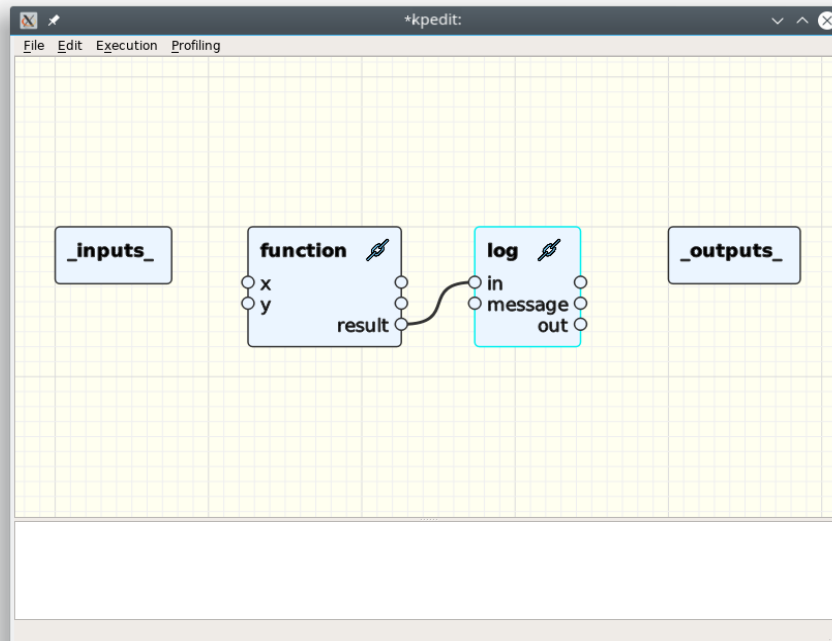 *kpedit:
File Edit Execution Profiling
_inputs_
function
x
y
result
log
in
message
out
_outputs_